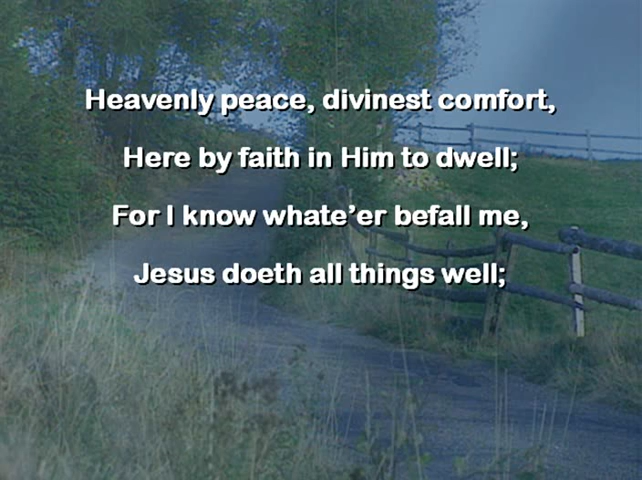 Heavenly peace, divinest comfort,
Here by faith in Him to dwell;
For I know whate’er befall me,
Jesus doeth all things well;